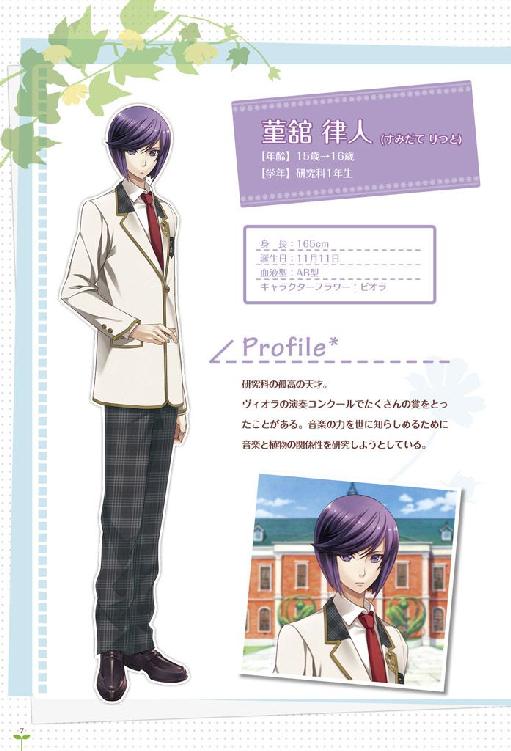 菫舘 律人 (すみだて りつと)
【年齢】15歳→16歳
【学年】研究科1年生
身　長：165cm
誕生日：11月11日
血液型：AB型
キャラクターフラワー：ビオラ
Profile*
研究科の孤高の天才。
ヴィオラの演奏コンクールでたくさんの賞をとっ
たことがある。音楽の力を世に知らしめるために
音楽と植物の関係性を研究しようとしている。
7